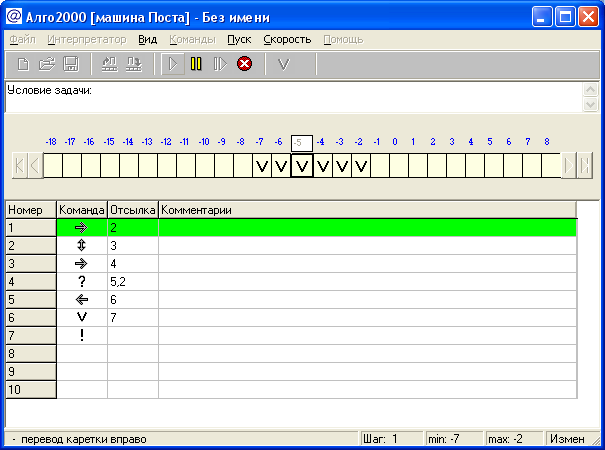 Алго2000 [машина Поста] - Без имени
Файл Интерпретатор Вид Команды Пуск Скорость Помощь
Условие задачи:
-18 -17 -16 -15 -14 -13 -12 -11 -10 -9 -8 -7 -6 -5 -4 -3 -2 -1 0 1 2 3 4 5 6 7 8
V V V V V V
Номер Команда Отсылка Комментарии
1 ⇒ 2
2 ⇕ 3
3 ⇒ 4
4 ? 5,2
5 ⇐ 6
6 V 7
7 !
8
9
10
- перевод каретки вправо Шаг: 1 min: -7 max: -2 Измен